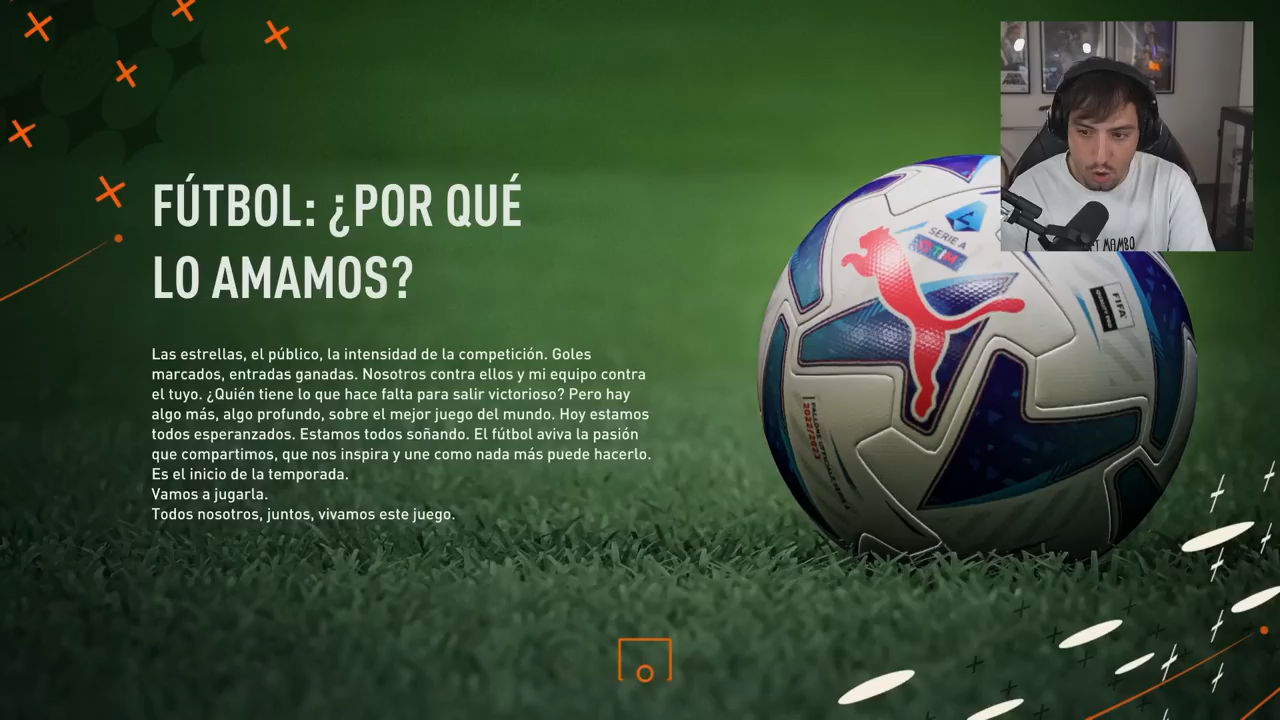 FÚTBOL: ¿POR QUÉ
LO AMAMOS?
Las estrellas, el público, la intensidad de la competición. Goles
marcados, entradas ganadas. Nosotros contra ellos y mi equipo contra
el tuyo. ¿Quién tiene lo que hace falta para salir victorioso? Pero hay
algo más, algo profundo, sobre el mejor juego del mundo. Hoy estamos
todos esperanzados. Estamos todos soñando. El fútbol aviva la pasión
que compartimos, que nos inspira y une como nada más puede hacerlo.
Es el inicio de la temporada.
Vamos a jugarla.
Todos nosotros, juntos, vivamos este juego.
SERIE A
TIM
FIFA
2022/2023
MAMBO